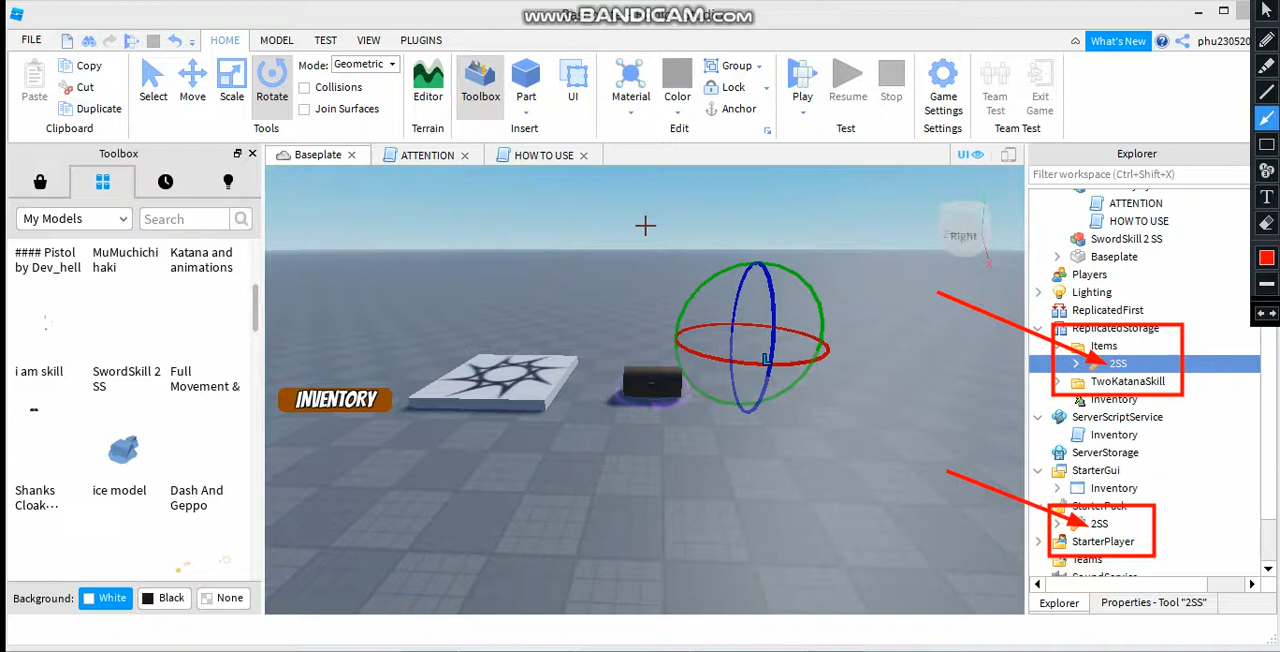 www.BANDICAM.com
FILE HOME MODEL TEST VIEW PLUGINS What's New phu230520
Paste Copy Cut Duplicate Select Move Scale Rotate Mode: Geometric Collisions Join Surfaces Editor Toolbox Part UI Material Color Group Lock Anchor Play Resume Stop Game Settings Team Test Exit Game
Clipboard Tools Terrain Insert Edit Test Settings Team Test
Toolbox
Baseplate ATTENTION HOW TO USE UI
Explorer
Filter workspace (Ctrl+Shift+X)
My Models Search
#### Pistol by Dev_hell
MuMuchichi haki
Katana and animations
i am skill
SwordSkill 2 SS
Full Movement &
Shanks Cloak...
ice model
Dash And Geppo
Background: White Black None
INVENTORY
Right
X
L
ATTENTION
HOW TO USE
SwordSkill 2 SS
Baseplate
Players
Lighting
ReplicatedFirst
ReplicatedStorage
Items
2SS
TwoKatanaSkill
Inventory
ServerScriptService
Inventory
ServerStorage
StarterGui
Inventory
StarterPack
2SS
StarterPlayer
Teams
SoundService
Explorer Properties - Tool "2SS"
T